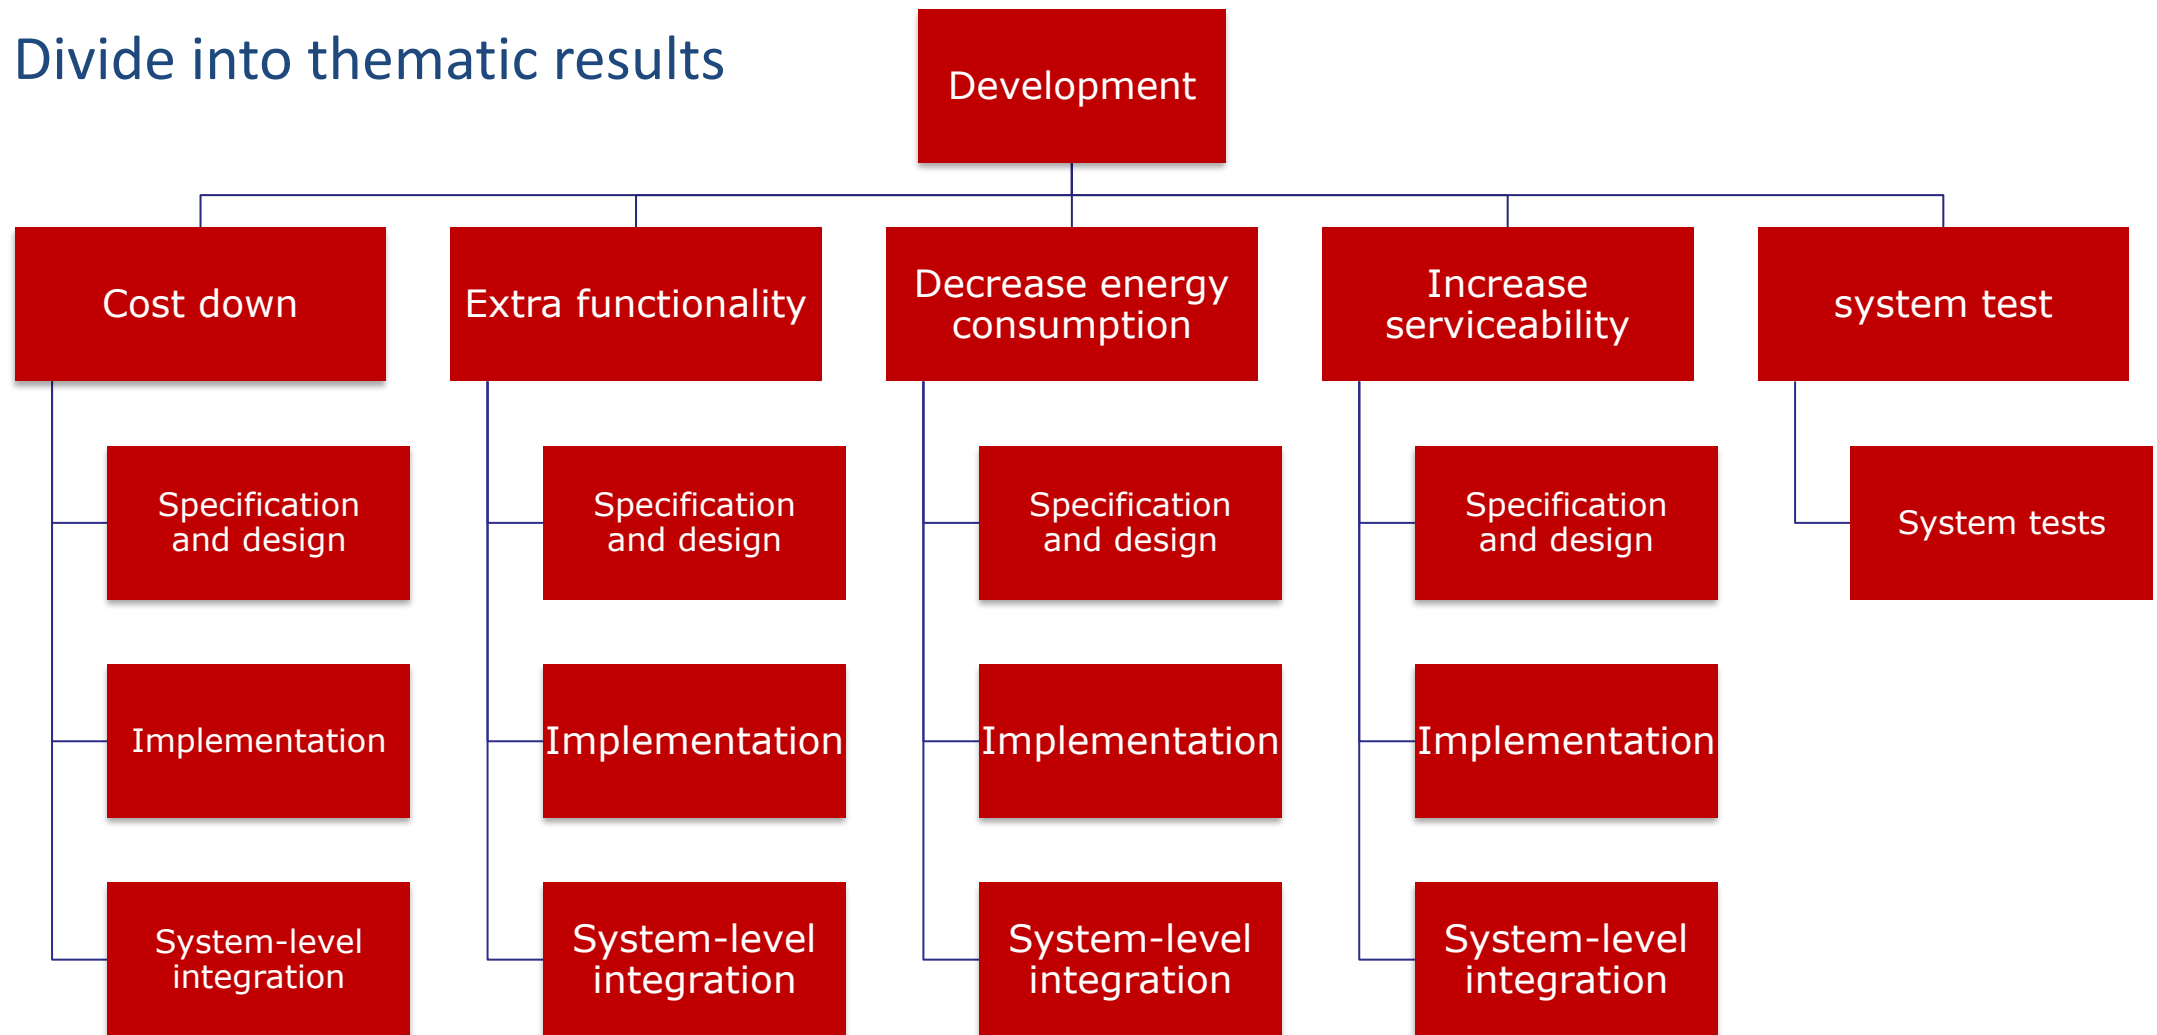 Divide into thematic results
Development
Cost down
Extra functionality
Decrease energy
consumption
Increase
serviceability
system test
Specification
and design
Specification
and design
Specification
and design
Specification
and design
System tests
Implementation
Implementation
Implementation
Implementation
System-level
integration
System-level
integration
System-level
integration
System-level
integration